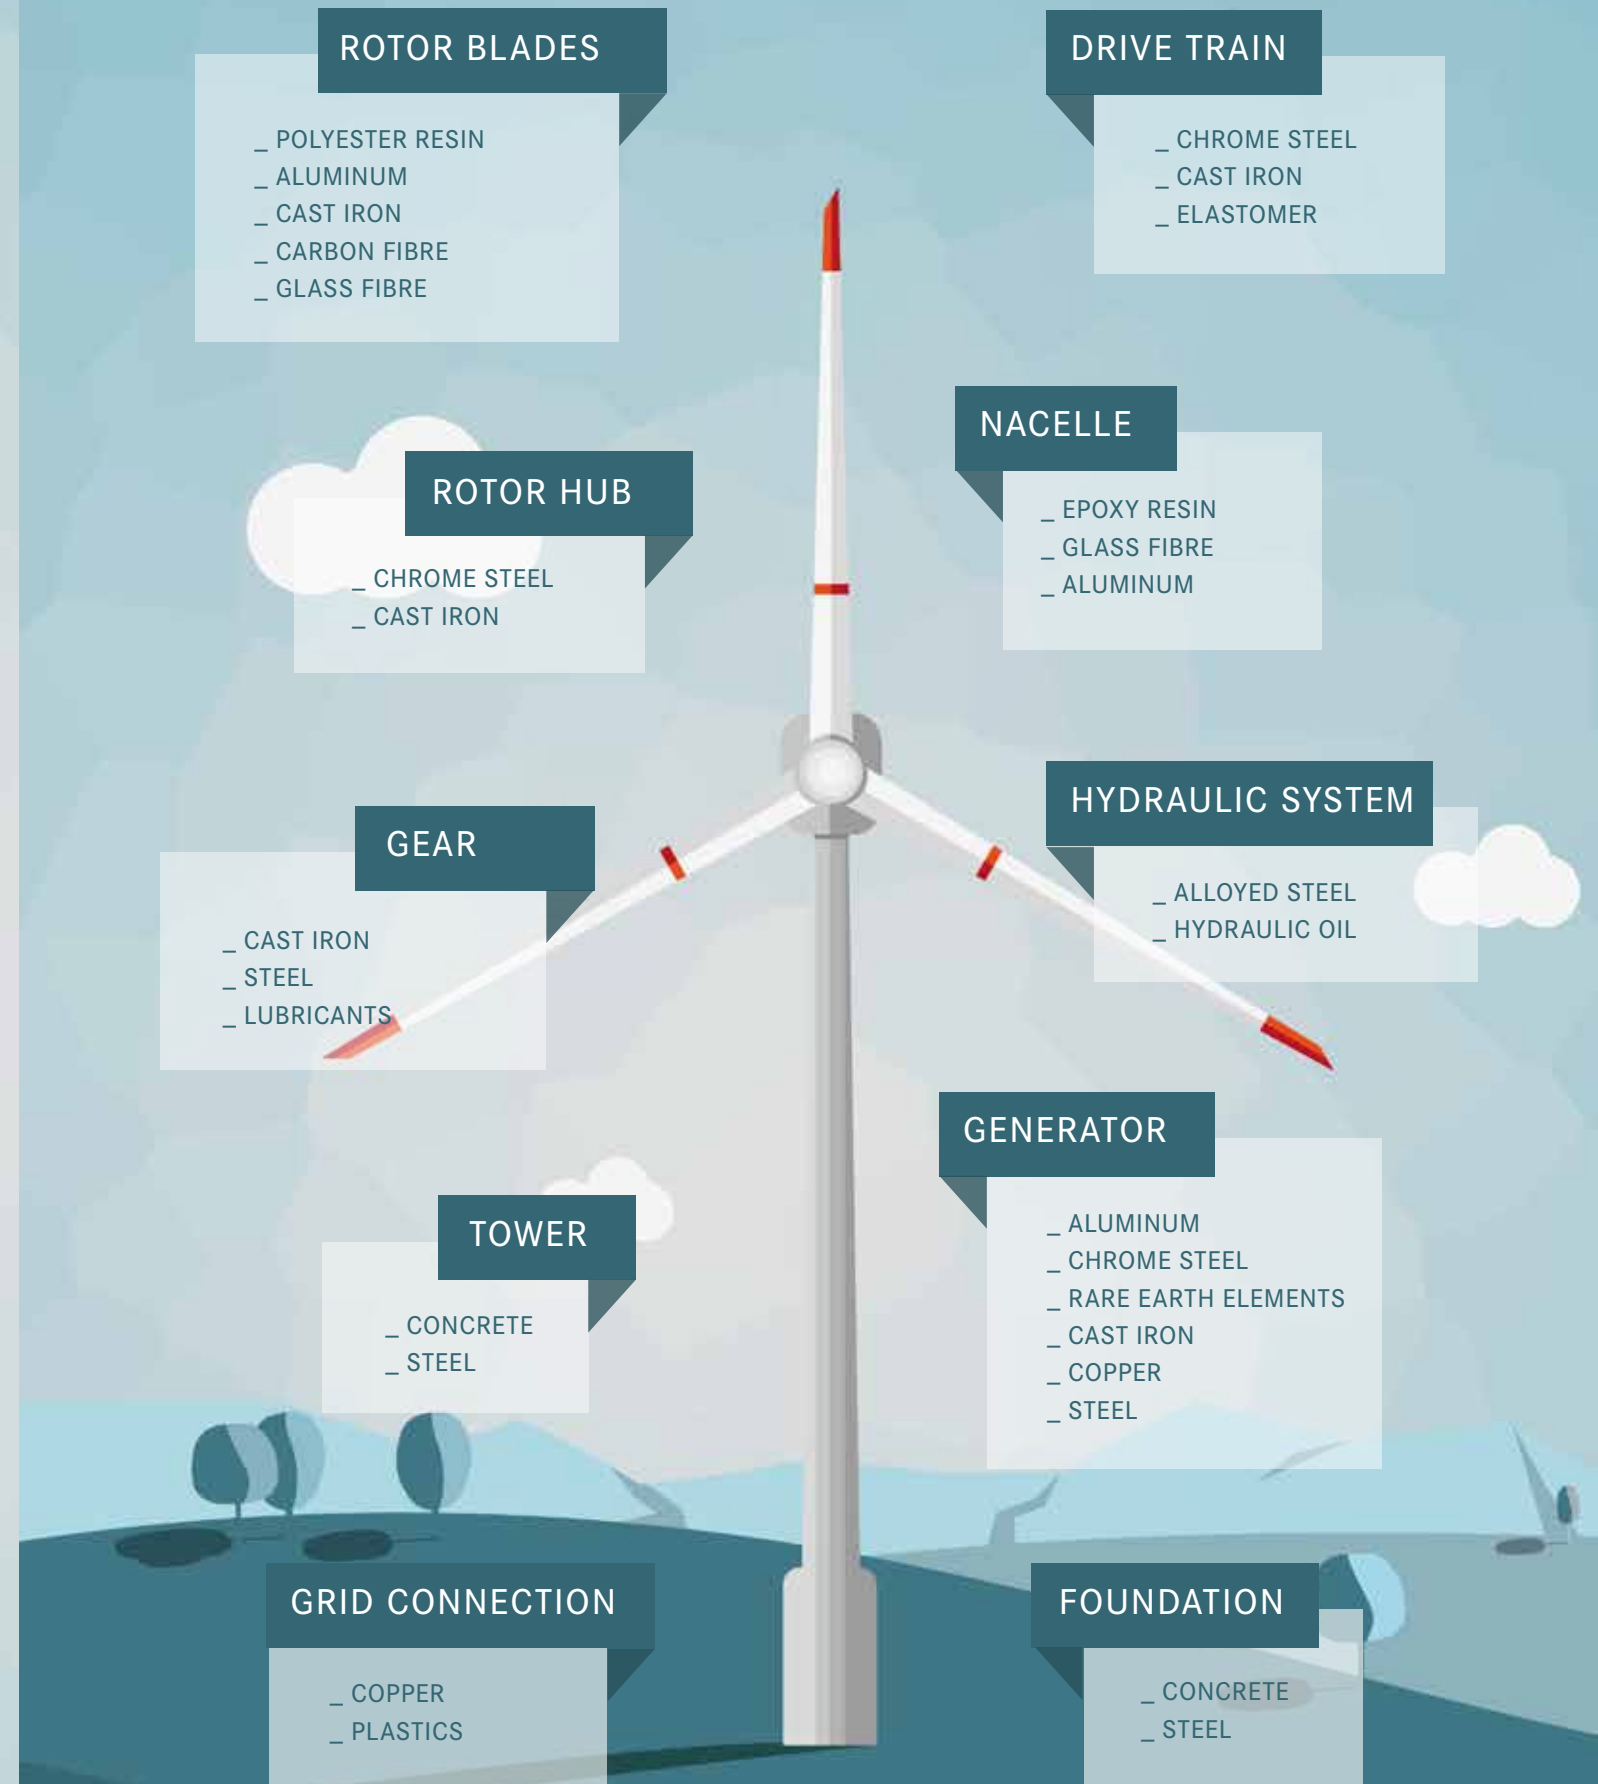 ROTOR BLADES
_ POLYESTER RESIN
_ ALUMINUM
_ CAST IRON
_ CARBON FIBRE
_ GLASS FIBRE
DRIVE TRAIN
_ CHROME STEEL
_ CAST IRON
_ ELASTOMER
ROTOR HUB
_ CHROME STEEL
_ CAST IRON
NACELLE
_ EPOXY RESIN
_ GLASS FIBRE
_ ALUMINUM
GEAR
_ CAST IRON
_ STEEL
_ LUBRICANTS
HYDRAULIC SYSTEM
_ ALLOYED STEEL
_ HYDRAULIC OIL
TOWER
_ CONCRETE
_ STEEL
GENERATOR
_ ALUMINUM
_ CHROME STEEL
_ RARE EARTH ELEMENTS
_ CAST IRON
_ COPPER
_ STEEL
GRID CONNECTION
_ COPPER
_ PLASTICS
FOUNDATION
_ CONCRETE
_ STEEL